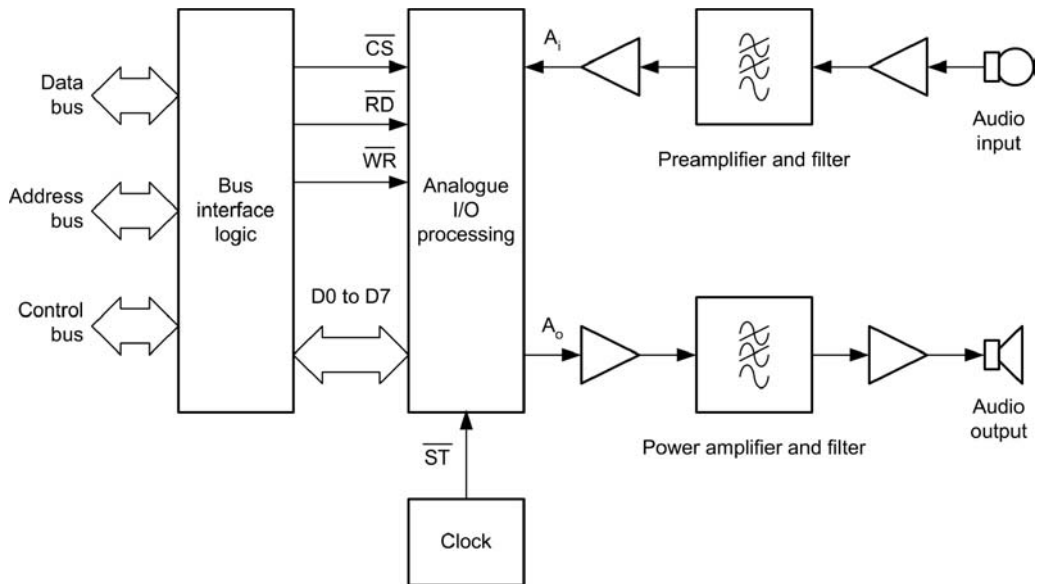 Data
bus
Address
bus
Control
bus
Bus
interface
logic
CS
RD
WR
D0 to D7
Analogue
I/O
processing
ST
Clock
Ai
Preamplifier and filter
Audio
input
Ao
Power amplifier and filter
Audio
output